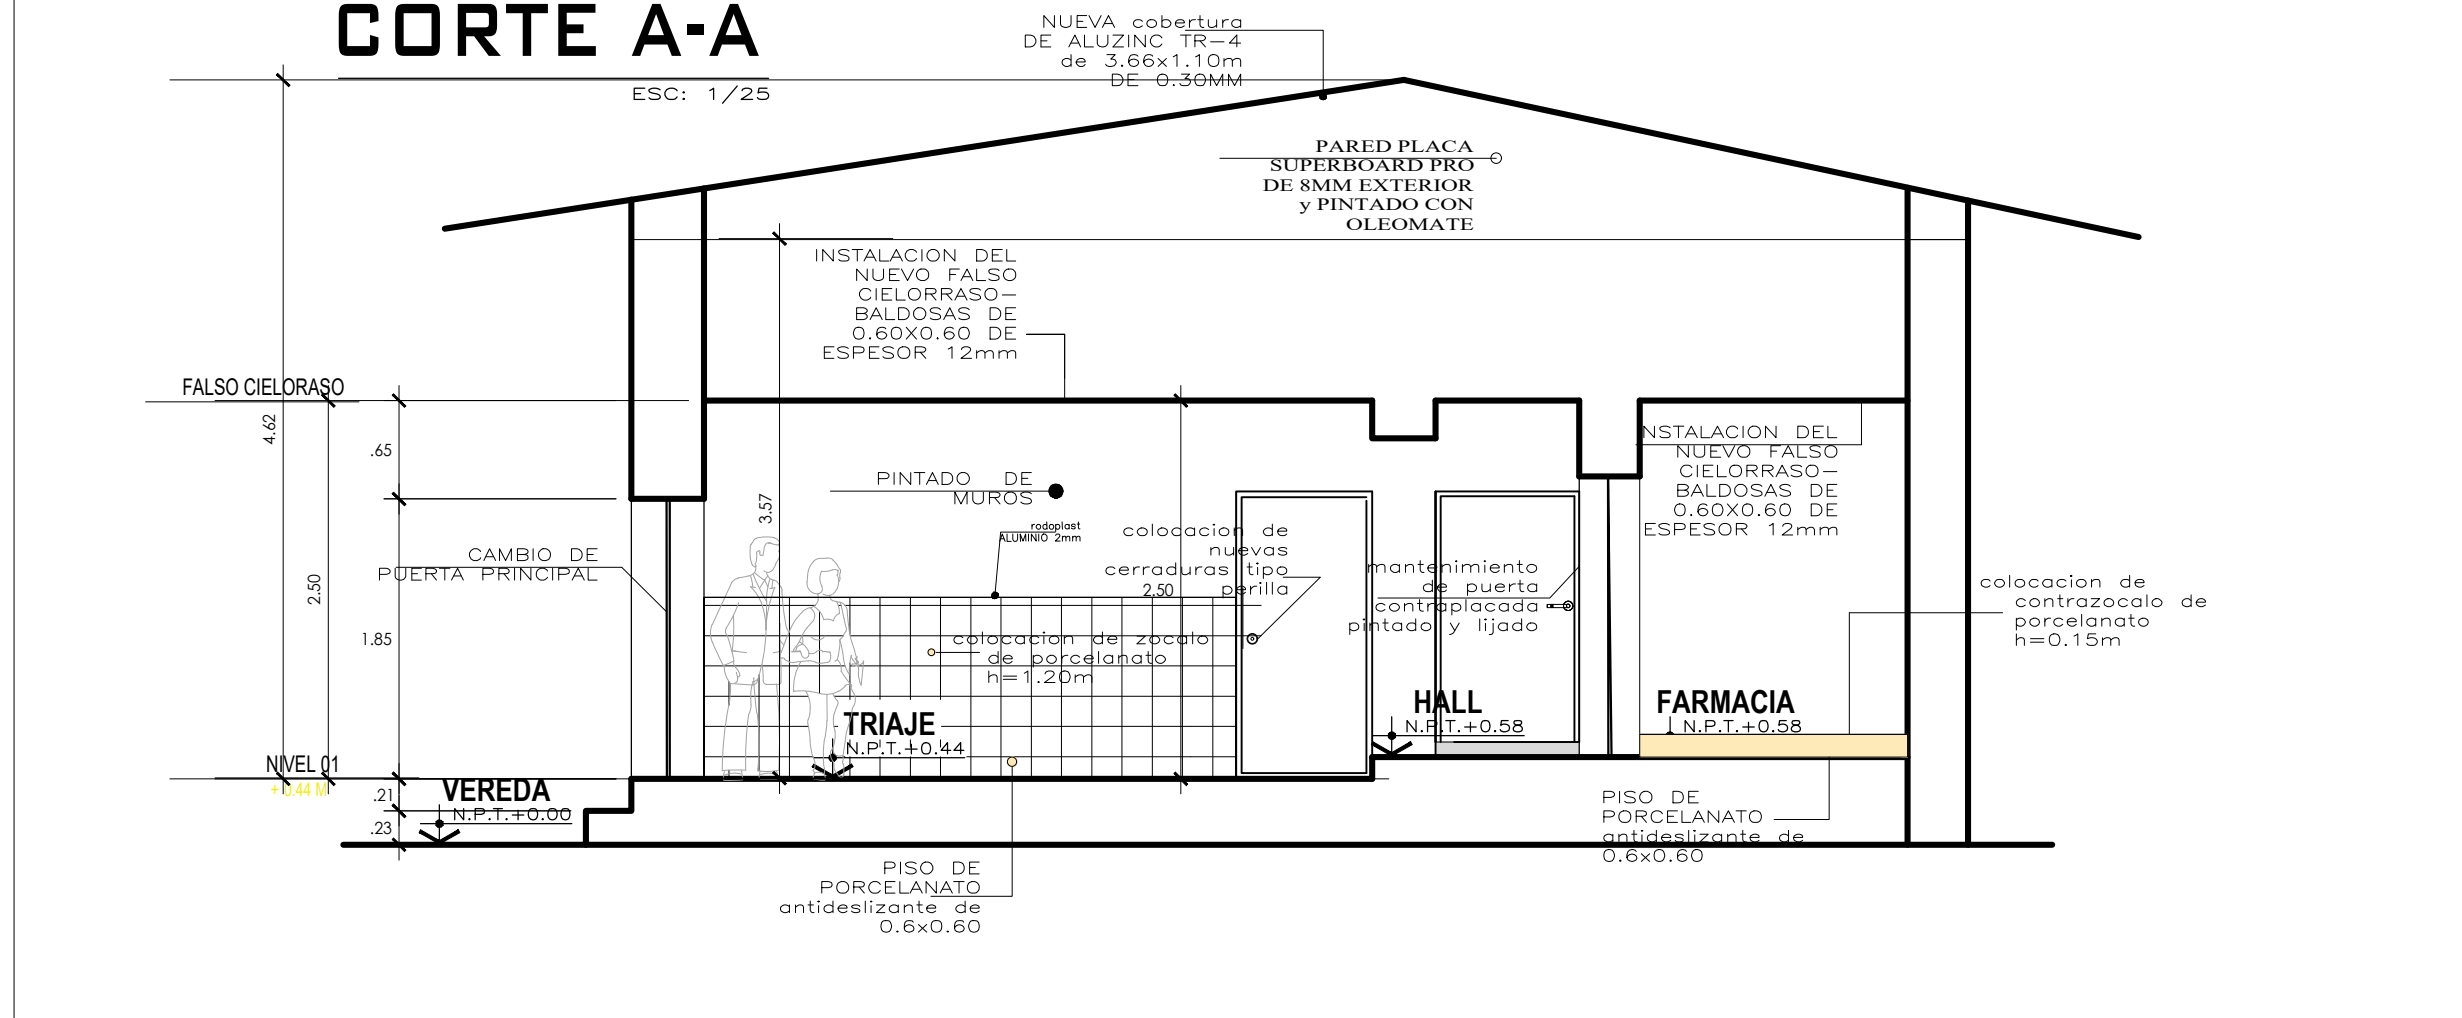 CORTE A-A
ESC: 1/25
NUEVA cobertura
DE ALUZINC TR-4
de 3.66x1.10m
DE 0.30MM
PARED PLACA
SUPERBOARD PRO
DE 8MM EXTERIOR
y PINTADO CON
OLEOMATE
INSTALACION DEL
NUEVO FALSO
CIELORRASO-
BALDOSAS DE
0.60X0.60 DE
ESPESOR 12mm
FALSO CIELORASO
4.62
.65
2.50
1.85
3.57
PINTADO DE
MUROS
rodoplast
ALUMINIO 2mm
CAMBIO DE
PUERTA PRINCIPAL
colocacion de
nuevas
cerraduras tipo
perilla
2.50
mantenimiento
de puerta
contraplacada
pintado y lijado
NSTALACION DEL
NUEVO FALSO
CIELORRASO-
BALDOSAS DE
0.60X0.60 DE
ESPESOR 12mm
colocacion de
contrazocalo de
porcelanato
h=0.15m
colocacion de zocalo
de porcelanato
h=1.20m
TRIAJE
N.P.T.+0.44
HALL
N.P.T.+0.58
FARMACIA
N.P.T.+0.58
NIVEL 01
+ 0.44 M
.21
.23
VEREDA
N.P.T.+0.00
PISO DE
PORCELANATO
antideslizante de
0.6x0.60
PISO DE
PORCELANATO
antideslizante de
0.6x0.60